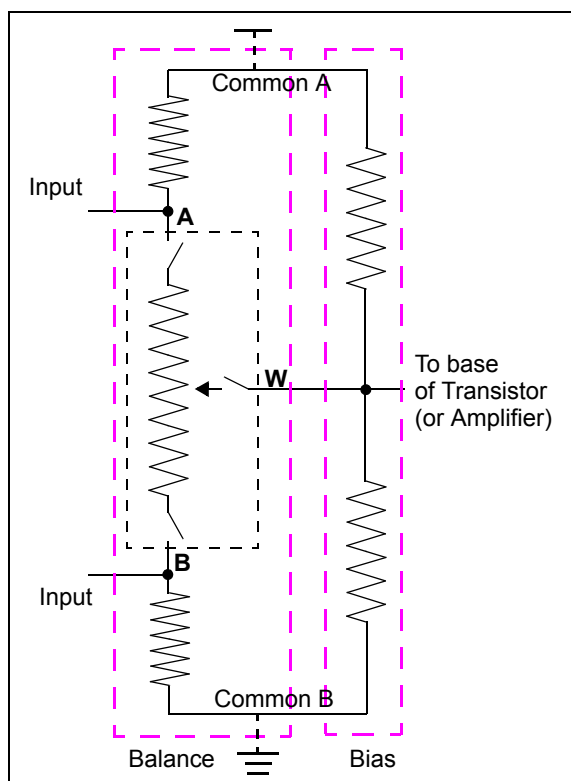 Common A
Input
A
W
To base
of Transistor
(or Amplifier)
B
Input
Common B
Balance
Bias